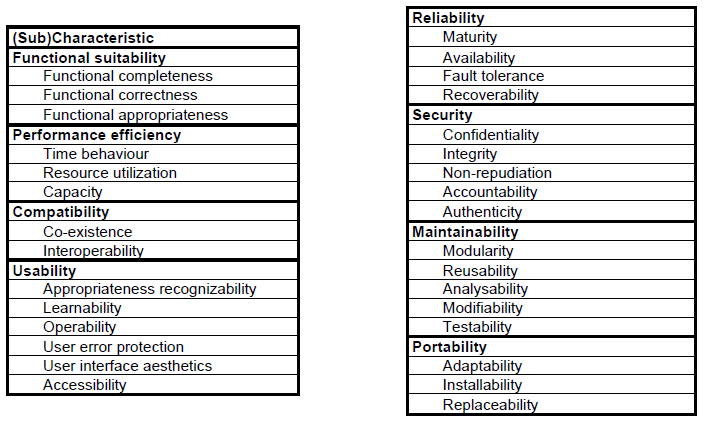 (Sub)Characteristic
Functional suitability
Functional completeness
Functional correctness
Functional appropriateness
Performance efficiency
Time behaviour
Resource utilization
Capacity
Compatibility
Co-existence
Interoperability
Usability
Appropriateness recognizability
Learnability
Operability
User error protection
User interface aesthetics
Accessibility
Reliability
Maturity
Availability
Fault tolerance
Recoverability
Security
Confidentiality
Integrity
Non-repudiation
Accountability
Authenticity
Maintainability
Modularity
Reusability
Analysability
Modifiability
Testability
Portability
Adaptability
Installability
Replaceability